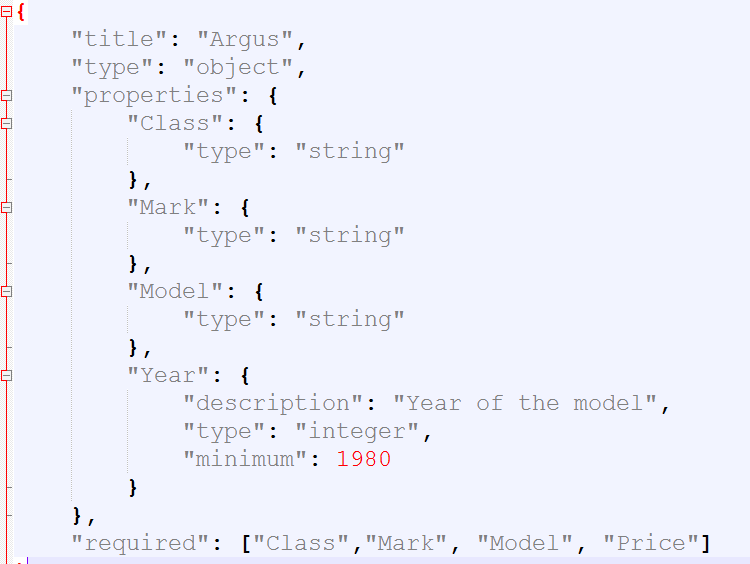 {
"title": "Argus",
"type": "object",
"properties": {
"Class": {
"type": "string"
},
"Mark": {
"type": "string"
},
"Model": {
"type": "string"
},
"Year": {
"description": "Year of the model",
"type": "integer",
"minimum": 1980
}
},
"required": ["Class","Mark", "Model", "Price"]